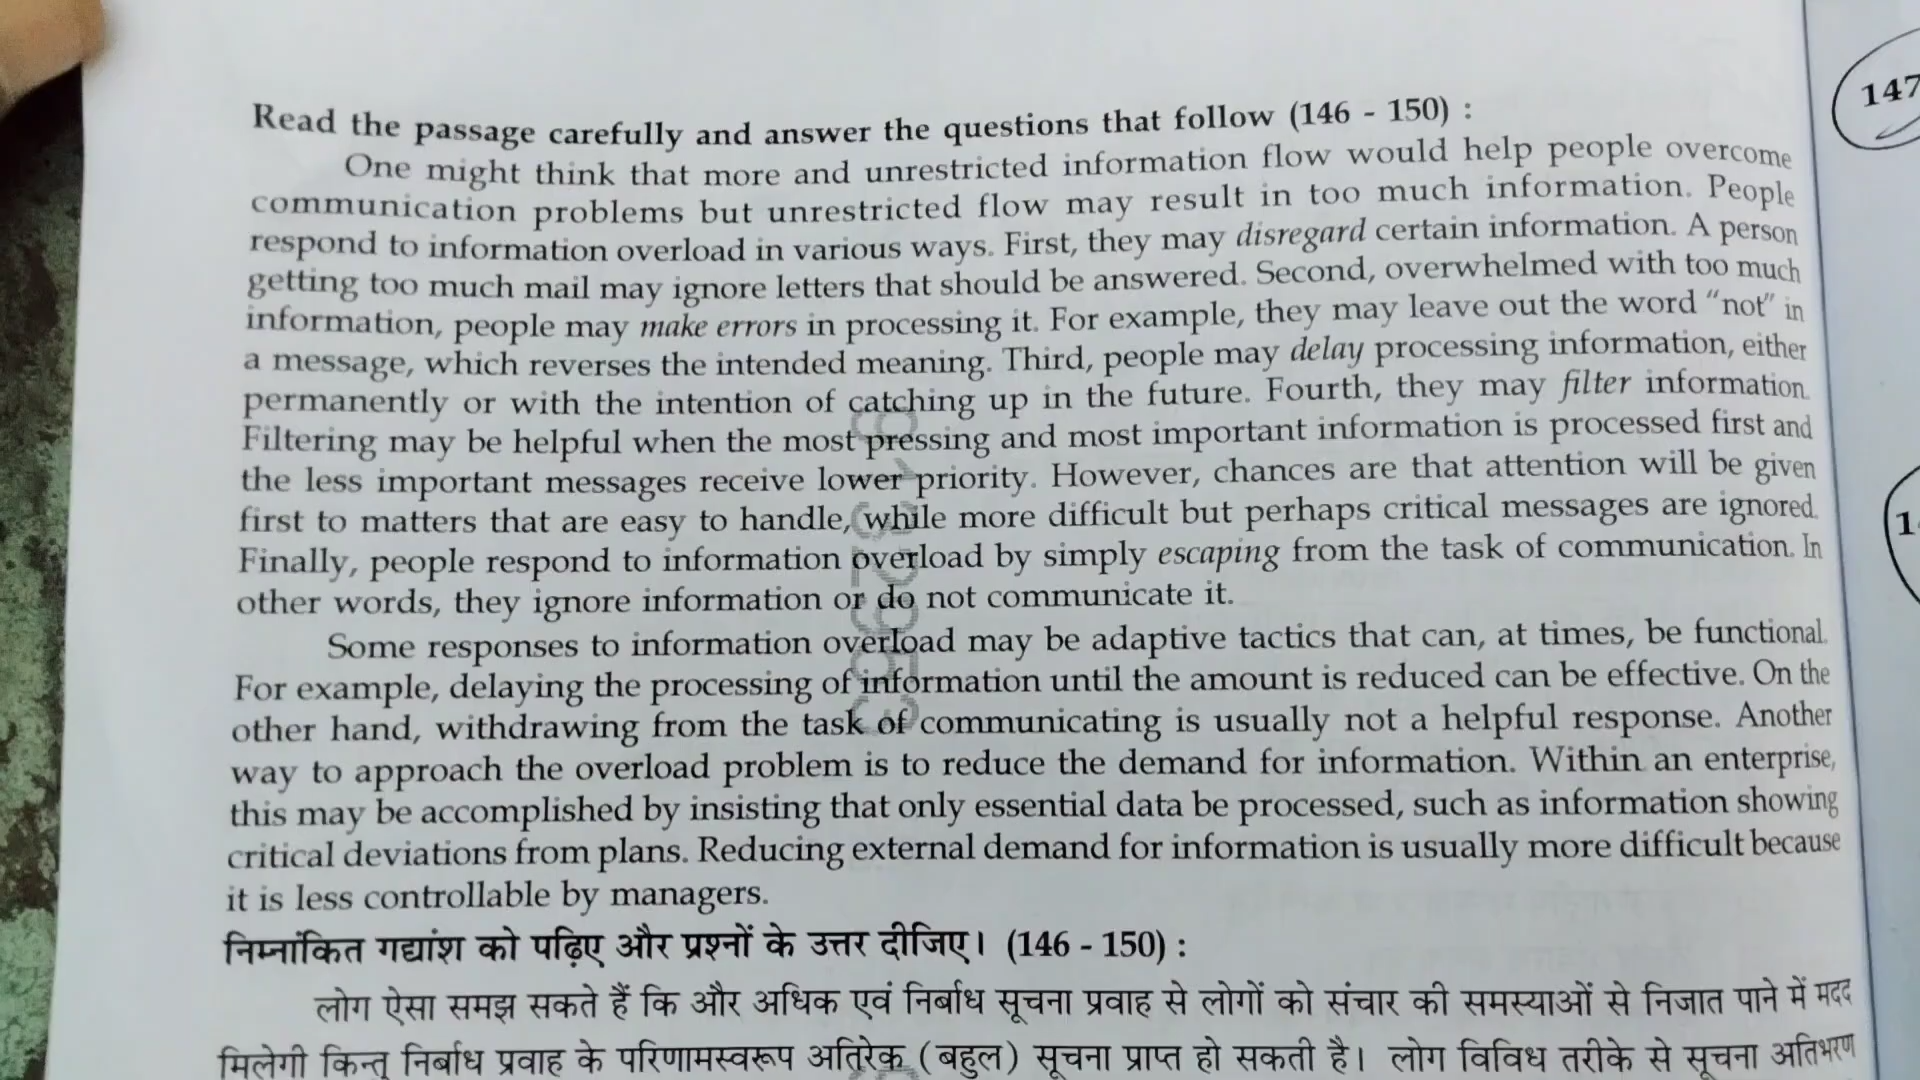 Read the passage carefully and answer the questions that follow (146 - 150) :
One might think that more and unrestricted information flow would help people overcome
communication problems but unrestricted flow may result in too much information. People
respond to information overload in various ways. First, they may disregard certain information. A person
getting too much mail may ignore letters that should be answered. Second, overwhelmed with too much
information, people may make errors in processing it. For example, they may leave out the word "not" in
a message, which reverses the intended meaning. Third, people may delay processing information, either
permanently or with the intention of catching up in the future. Fourth, they may filter information.
Filtering may be helpful when the most pressing and most important information is processed first and
the less important messages receive lower priority. However, chances are that attention will be given
first to matters that are easy to handle, while more difficult but perhaps critical messages are ignored.
Finally, people respond to information overload by simply escaping from the task of communication. In
other words, they ignore information or do not communicate it.
Some responses to information overload may be adaptive tactics that can, at times, be functional.
For example, delaying the processing of information until the amount is reduced can be effective. On the
other hand, withdrawing from the task of communicating is usually not a helpful response. Another
way to approach the overload problem is to reduce the demand for information. Within an enterprise,
this may be accomplished by insisting that only essential data be processed, such as information showing
critical deviations from plans. Reducing external demand for information is usually more difficult because
it is less controllable by managers.
निम्नांकित गद्यांश को पढ़िए और प्रश्नों के उत्तर दीजिए। (146 - 150) :
लोग ऐसा समझ सकते हैं कि और अधिक एवं निर्बाध सूचना प्रवाह से लोगों को संचार की समस्याओं से निजात पाने में मदद
मिलेगी किन्तु निर्बाध प्रवाह के परिणामस्वरूप अतिरेक (बहुल) सूचना प्राप्त हो सकती है। लोग विविध तरीके से सूचना अतिभरण
147